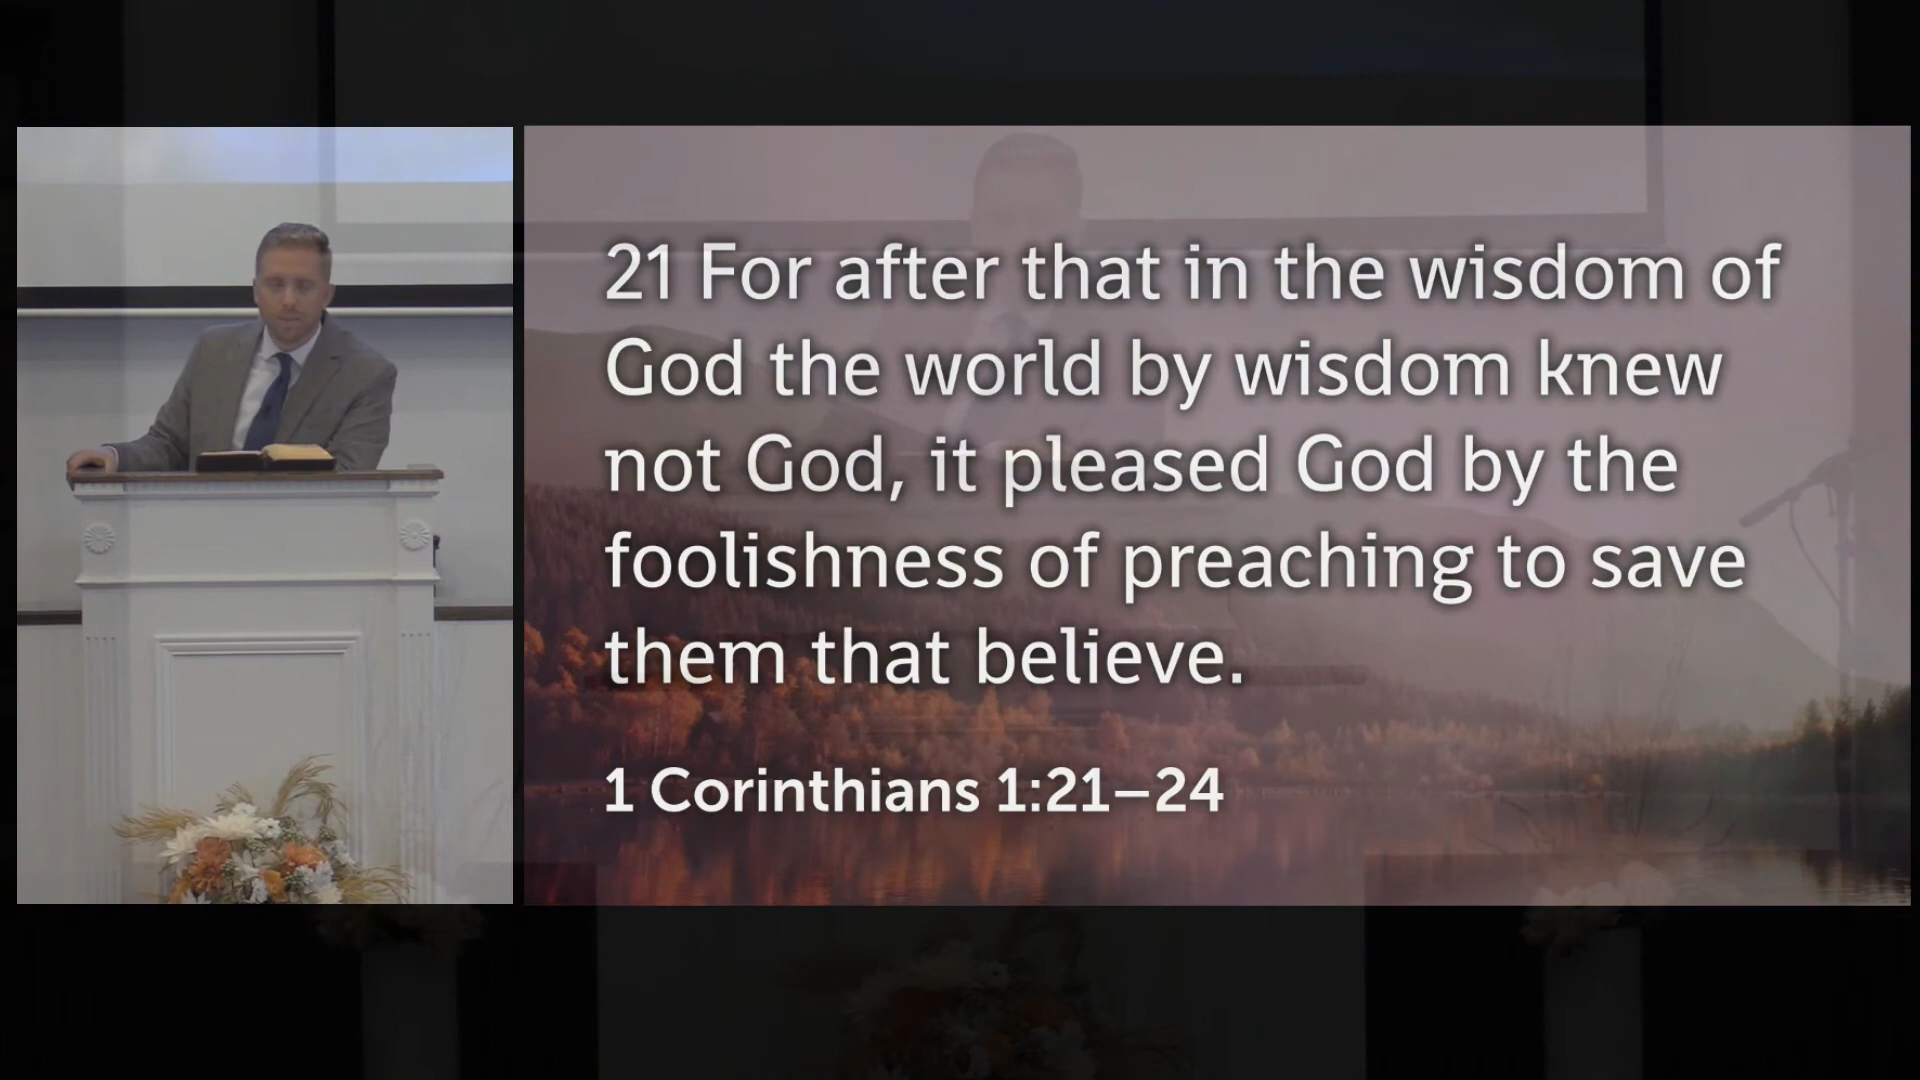 21 For after that in the wisdom of
God the world by wisdom knew
not God, it pleased God by the
foolishness of preaching to save
them that believe.
1 Corinthians 1:21–24